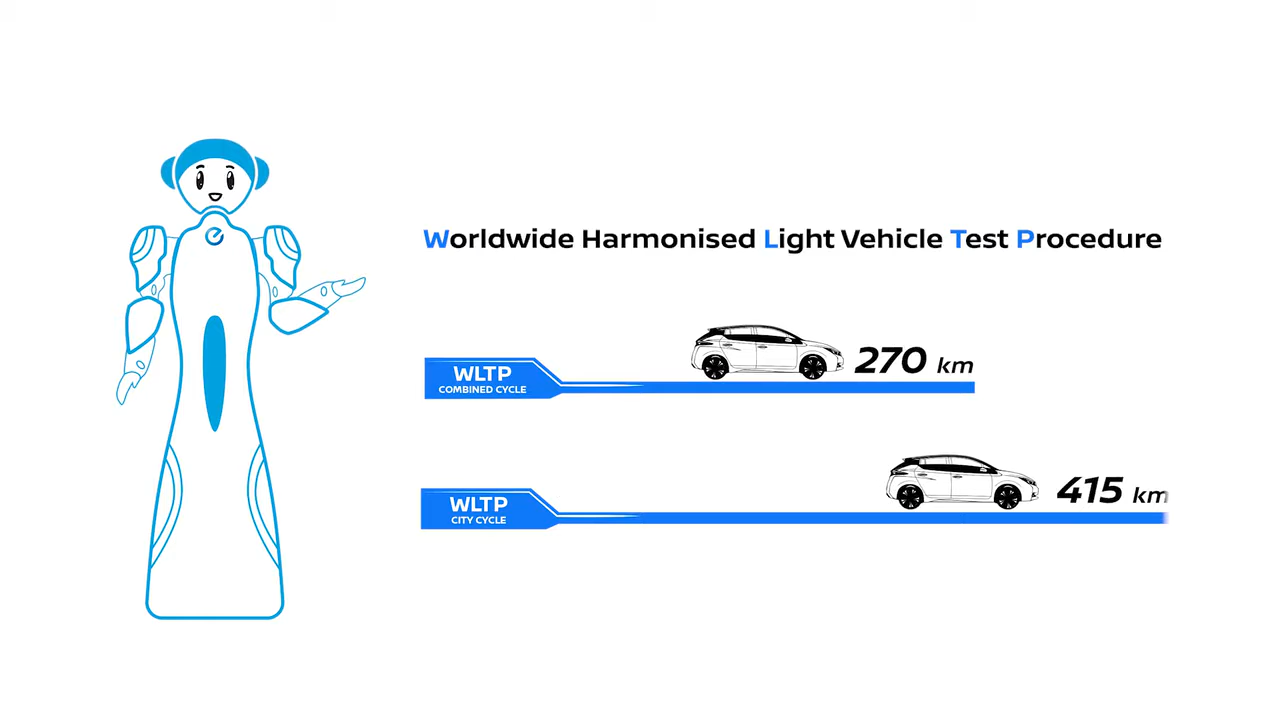 Worldwide Harmonised Light Vehicle Test Procedure
270 km
WLTP
COMBINED CYCLE
415 km
WLTP
CITY CYCLE